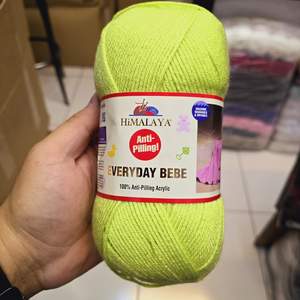 HiMALAYA
Anti-
Pilling!
EVERYDAY BEBE
100% Anti-Pilling Acrylic